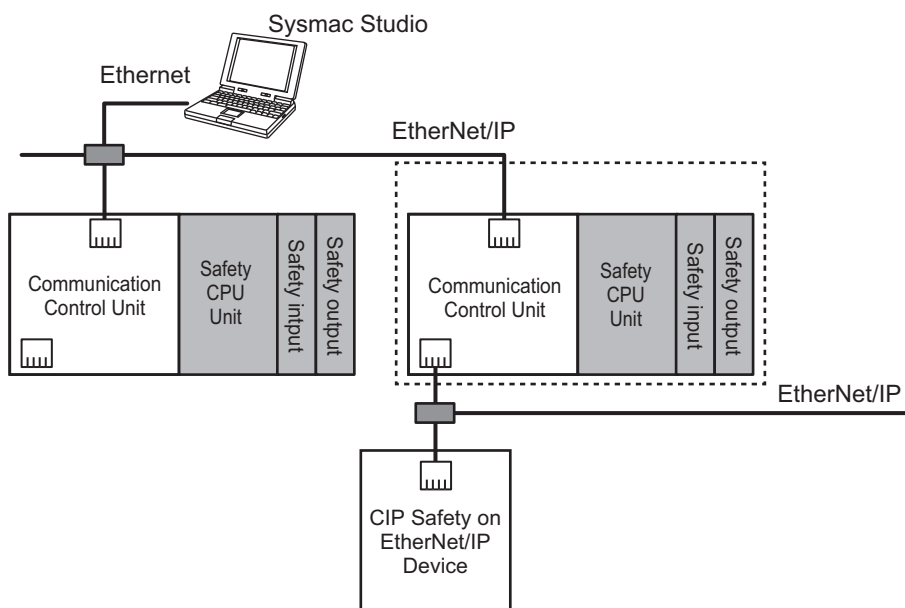 Sysmac Studio
Ethernet
EtherNet/IP
Communication
Control Unit
Safety
CPU
Unit
Safety intput
Safety output
Communication
Control Unit
Safety
CPU
Unit
Safety input
Safety output
EtherNet/IP
CIP Safety on
EtherNet/IP
Device